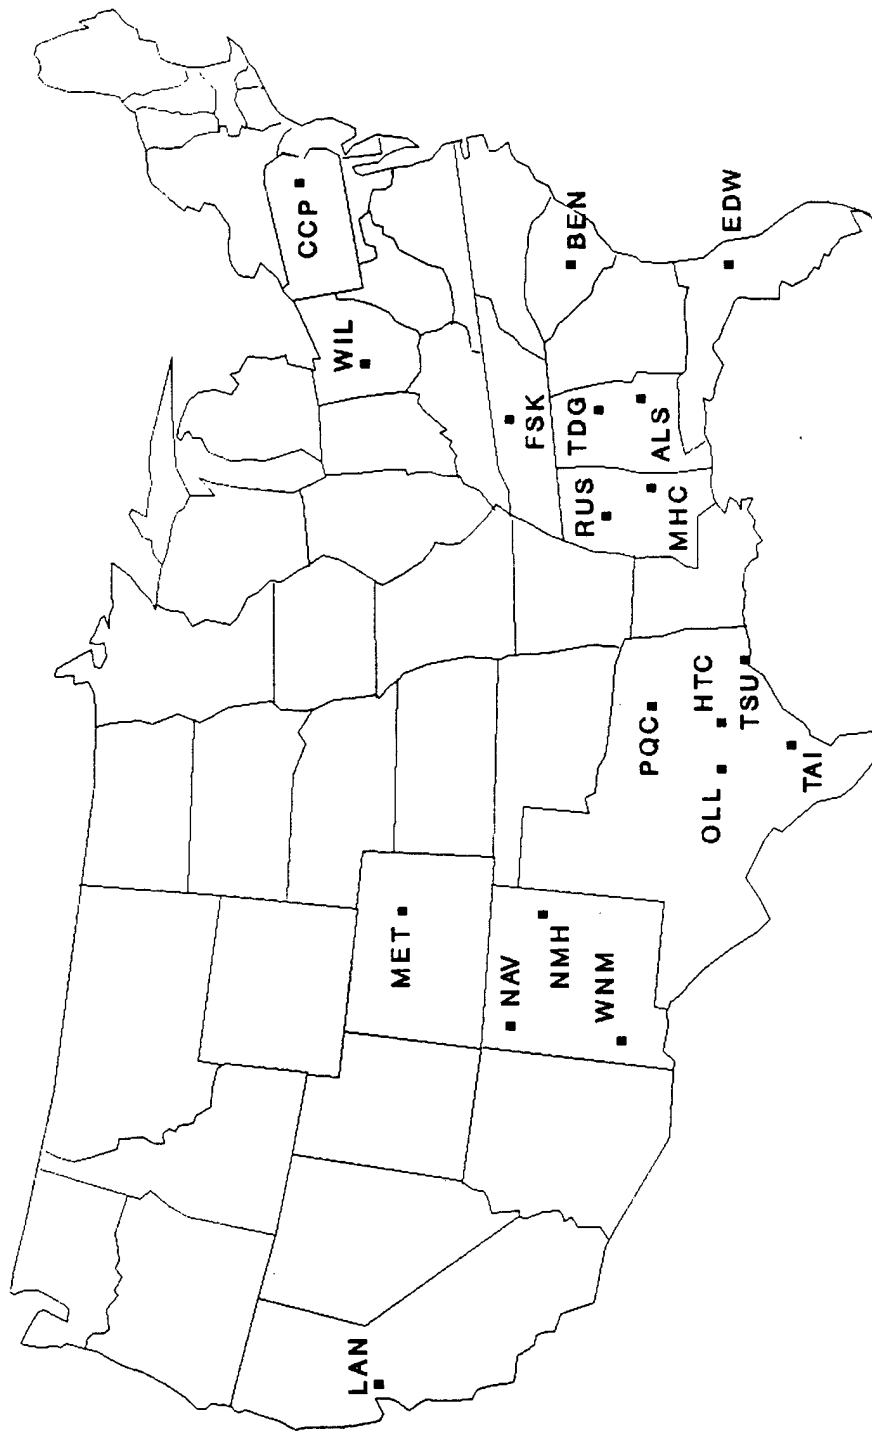 LAN
MET
NAV
NMH
WNM
PQC
OLL
HTC
TSU
TAI
RUS
MHC
FSK
TDG
ALS
WIL
CCP
BEN
EDW